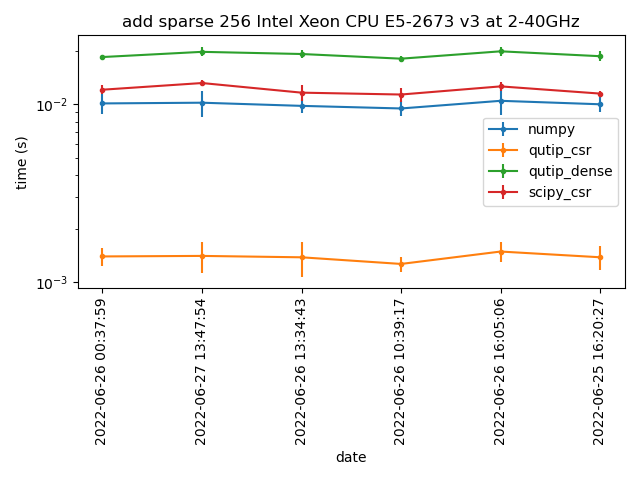 add sparse 256 Intel Xeon CPU E5-2673 v3 at 2-40GHz
time (s)
10⁻²
10⁻³
numpy
qutip_csr
qutip_dense
scipy_csr
2022-06-26 00:37:59
2022-06-27 13:47:54
2022-06-26 13:34:43
2022-06-26 10:39:17
2022-06-26 16:05:06
2022-06-25 16:20:27
date